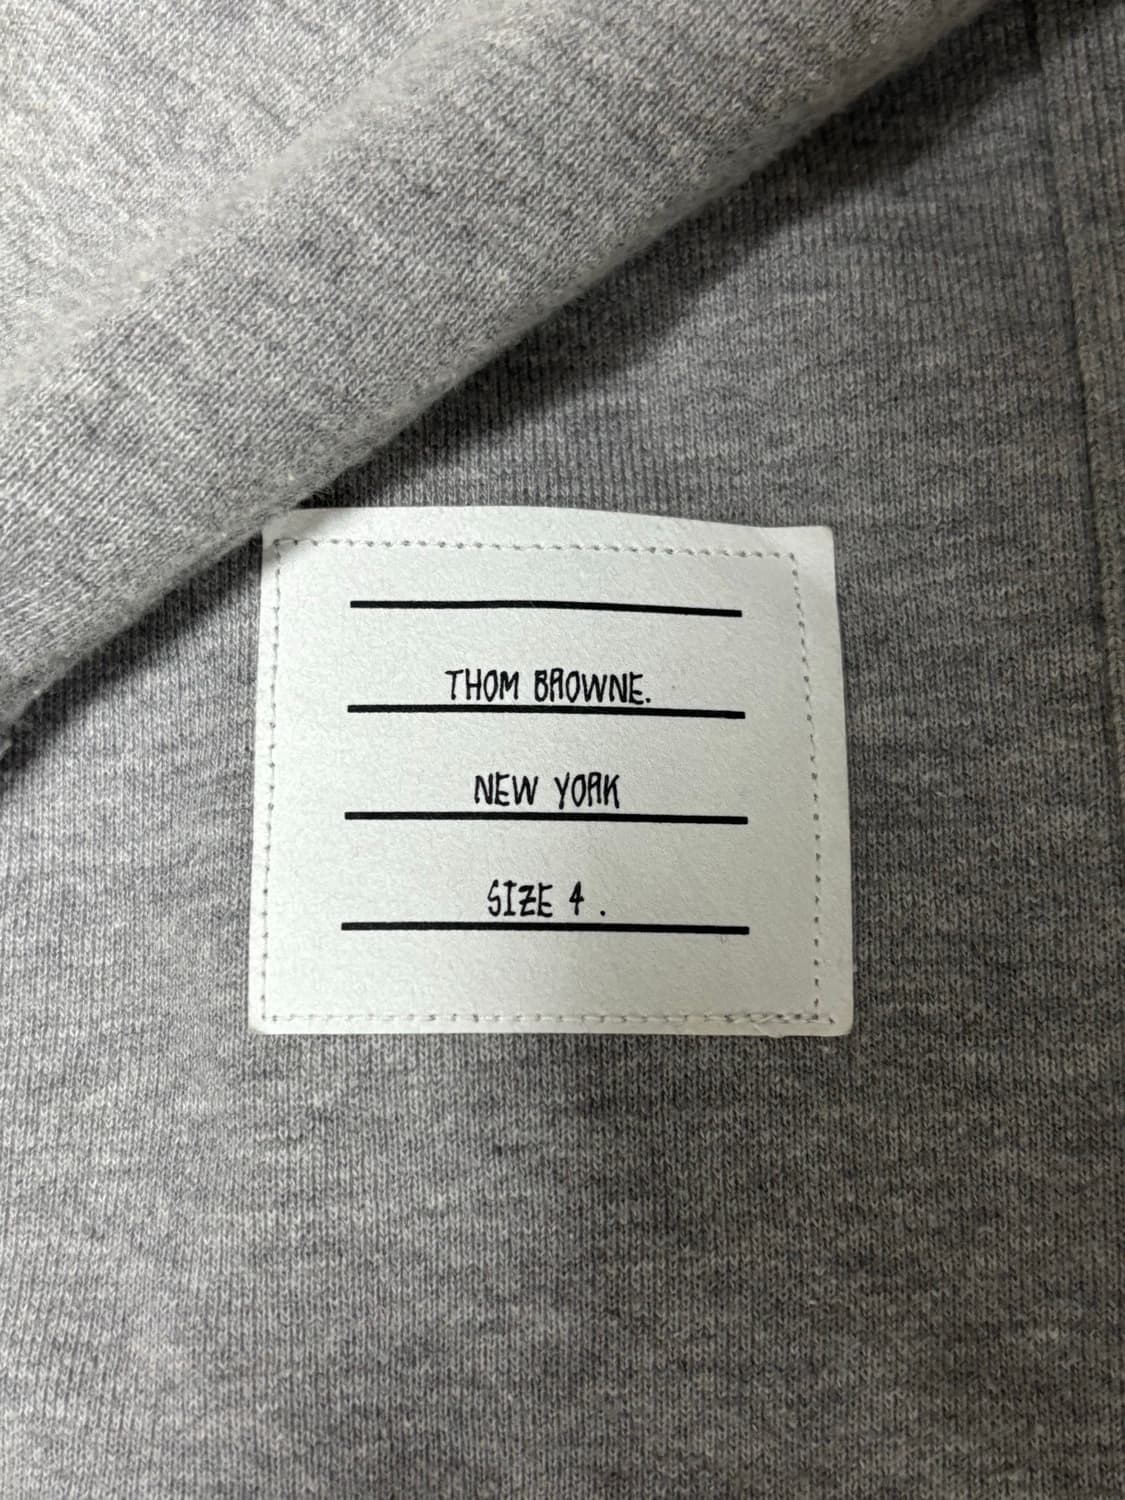 THOM BROWNE.
NEW YORK
SIZE 4 .